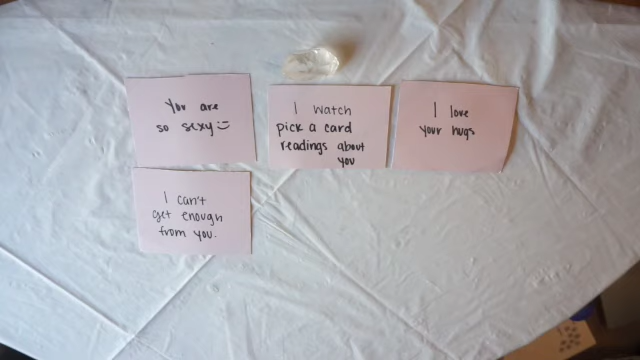 You are
so sexy :)
I watch
pick a card
readings about
you
I love
your hugs
I can't
get enough
from you.